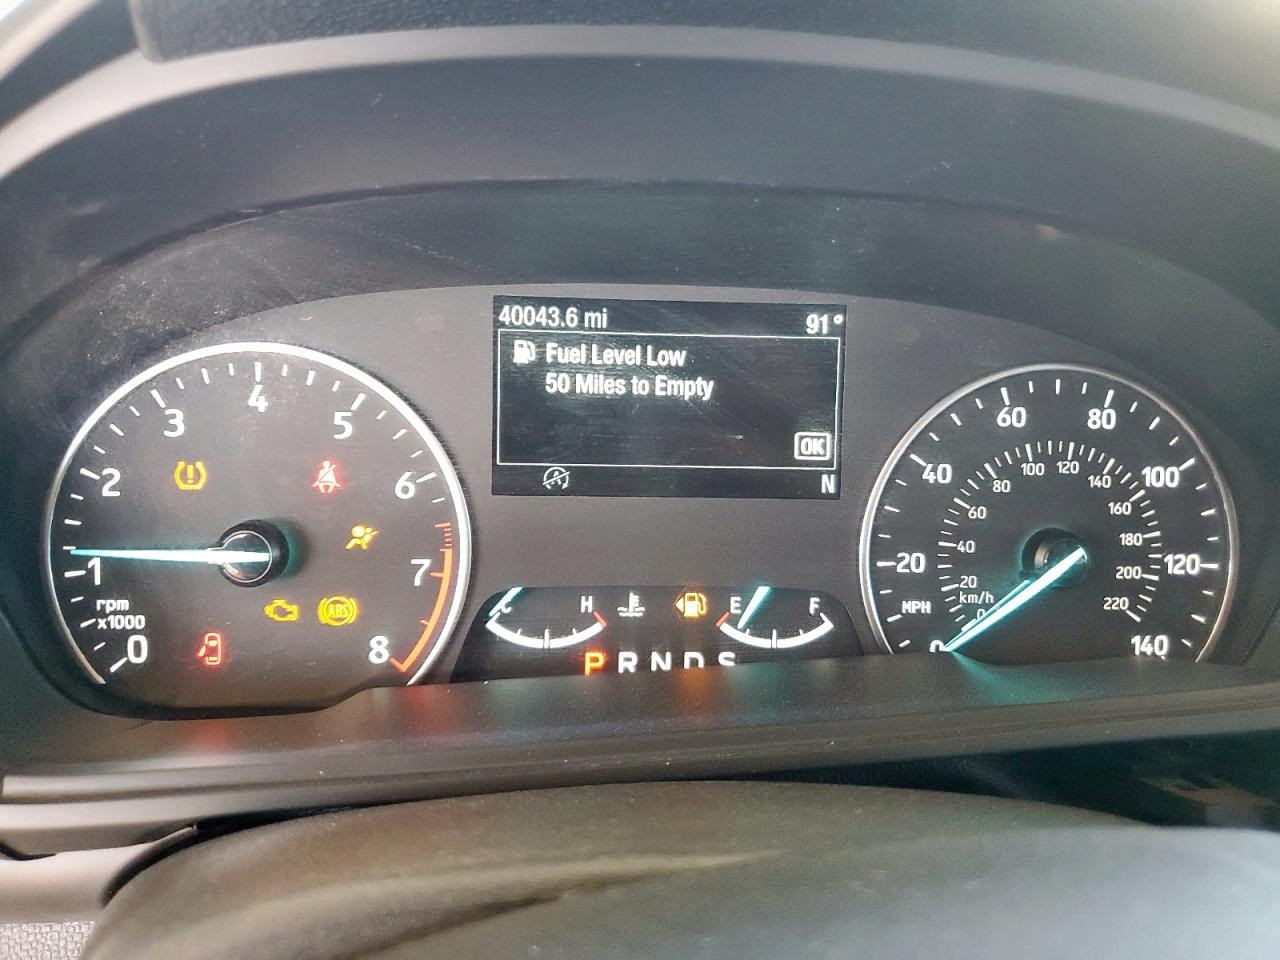 40043.6 mi 91°
Fuel Level Low
50 Miles to Empty
OK
N
0 1 2 3 4 5 6 7 8
rpm
x1000
ABS
C H
E F
P R N D S
0 20 40 60 80 100 120 140
MPH
0 20 40 60 80 100 120 140 160 180 200 220
km/h